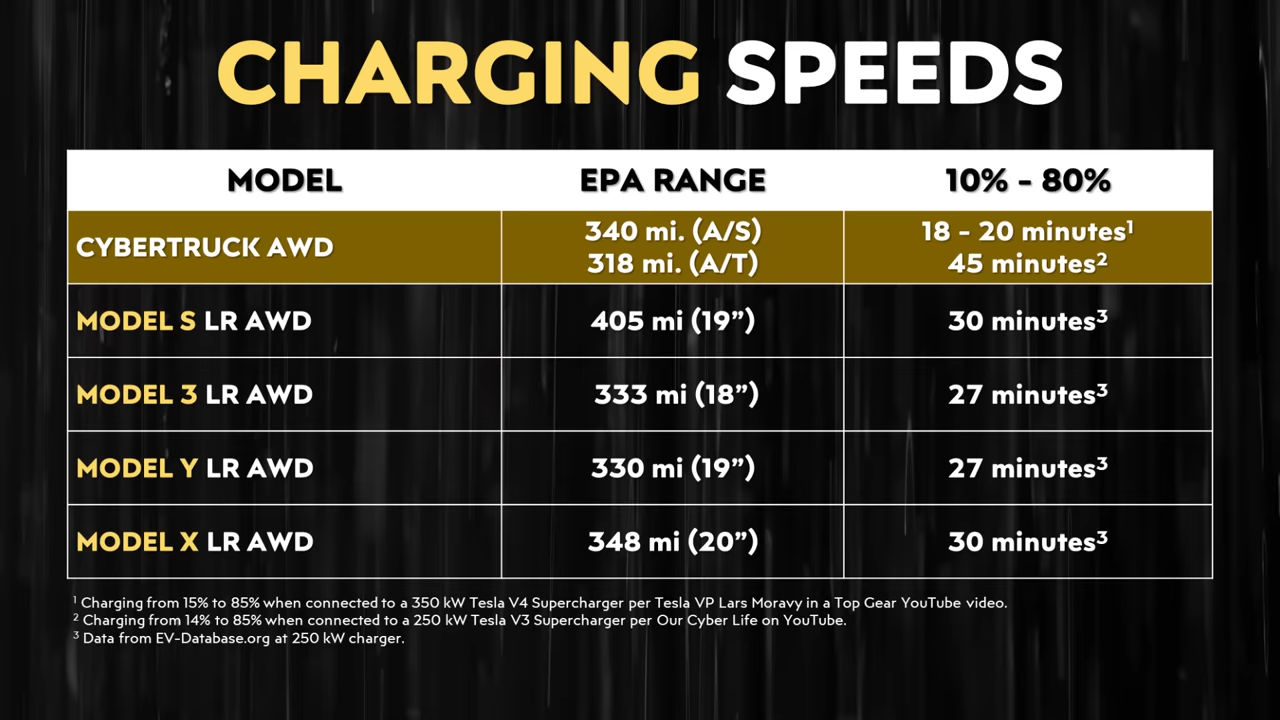 CHARGING SPEEDS
MODEL EPA RANGE 10% - 80%
CYBERTRUCK AWD 340 mi. (A/S) 18 - 20 minutes¹
318 mi. (A/T) 45 minutes²
MODEL S LR AWD 405 mi (19”) 30 minutes³
MODEL 3 LR AWD 333 mi (18”) 27 minutes³
MODEL Y LR AWD 330 mi (19”) 27 minutes³
MODEL X LR AWD 348 mi (20”) 30 minutes³
¹ Charging from 15% to 85% when connected to a 350 kW Tesla V4 Supercharger per Tesla VP Lars Moravy in a Top Gear YouTube video.
² Charging from 14% to 85% when connected to a 250 kW Tesla V3 Supercharger per Our Cyber Life on YouTube.
³ Data from EV-Database.org at 250 kW charger.